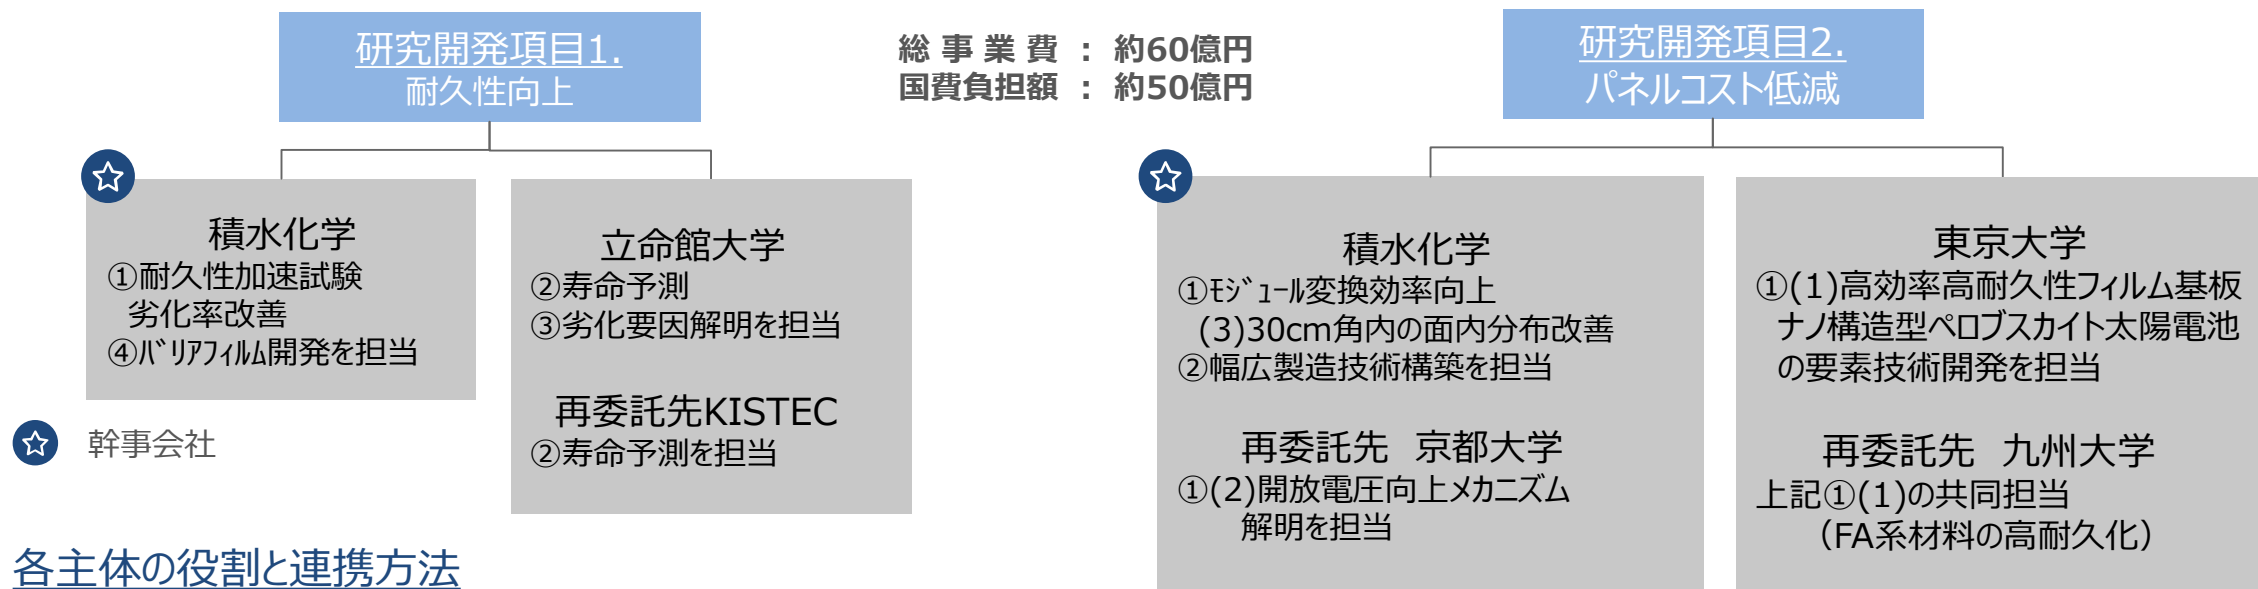 研究開発項目1.
耐久性向上
総事業費 : 約60億円
国費負担額 : 約50億円
研究開発項目2.
パネルコスト低減
積水化学
①耐久性加速試験
劣化率改善
④ﾊﾞﾘｱﾌｨﾙﾑ開発を担当
立命館大学
②寿命予測
③劣化要因解明を担当
再委託先KISTEC
②寿命予測を担当
幹事会社
積水化学
①ﾓｼﾞｭｰﾙ変換効率向上
(3)30cm角内の面内分布改善
②幅広製造技術構築を担当
再委託先 京都大学
①(2)開放電圧向上メカニズム
解明を担当
東京大学
①(1)高効率高耐久性フィルム基板
ナノ構造型ペロブスカイト太陽電池
の要素技術開発を担当
再委託先 九州大学
上記①(1)の共同担当
（FA系材料の高耐久化）
各主体の役割と連携方法